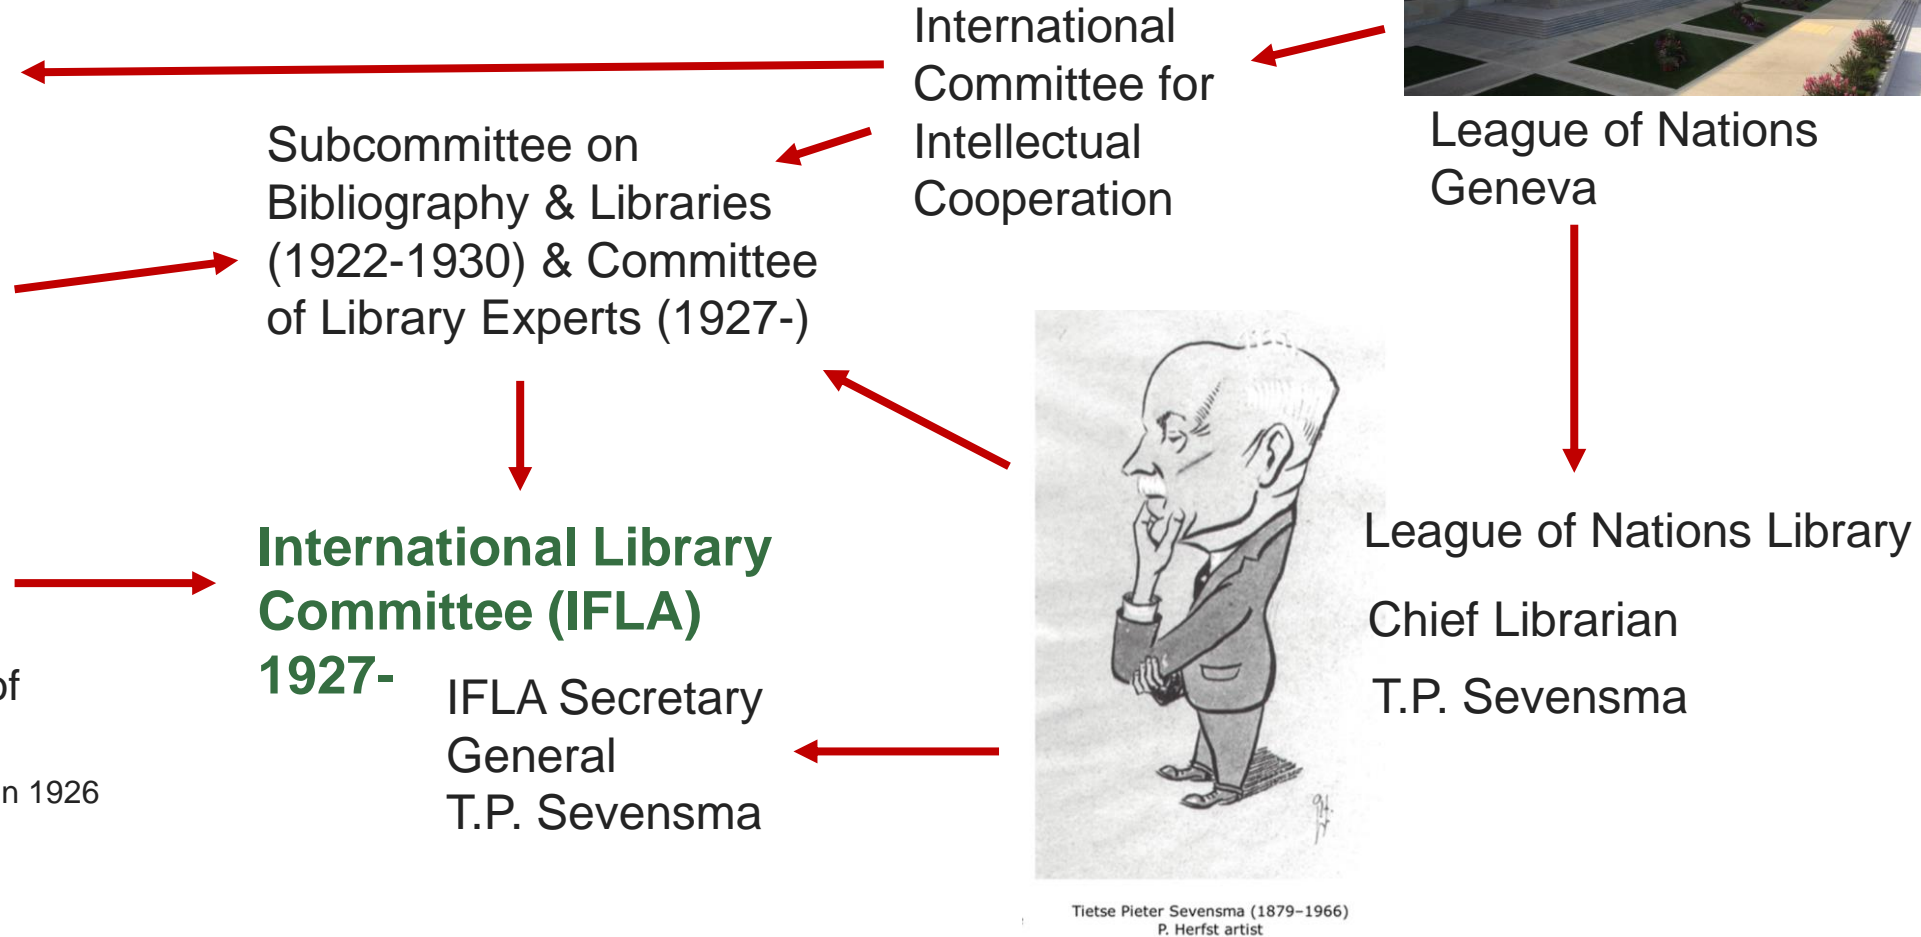 International
Committee for
Intellectual
Cooperation
League of Nations
Geneva
Subcommittee on
Bibliography & Libraries
(1922-1930) & Committee
of Library Experts (1927-)
International Library
Committee (IFLA)
1927-
IFLA Secretary
General
T.P. Sevensma
League of Nations Library
Chief Librarian
T.P. Sevensma
of
n 1926
Tietse Pieter Sevensma (1879–1966)
P. Herfst artist